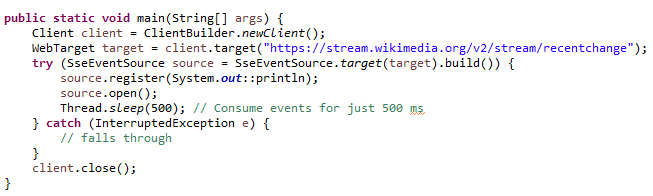 public static void main(String[] args) {
    Client client = ClientBuilder.newClient();
    WebTarget target = client.target("https://stream.wikimedia.org/v2/stream/recentchange");
    try (SseEventSource source = SseEventSource.target(target).build()) {
        source.register(System.out::println);
        source.open();
        Thread.sleep(500); // Consume events for just 500 ms
    } catch (InterruptedException e) {
        // falls through
    }
    client.close();
}